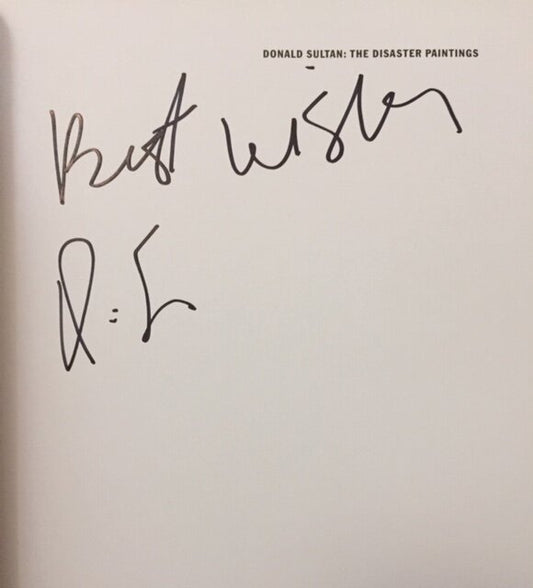 DONALD SULTAN: THE DISASTER PAINTINGS
Best Wishes
D:S